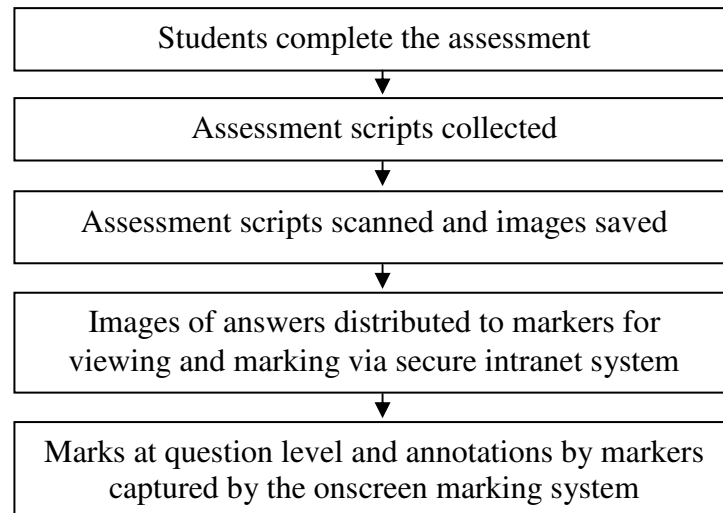 Students complete the assessment
Assessment scripts collected
Assessment scripts scanned and images saved
Images of answers distributed to markers for
viewing and marking via secure intranet system
Marks at question level and annotations by markers
captured by the onscreen marking system